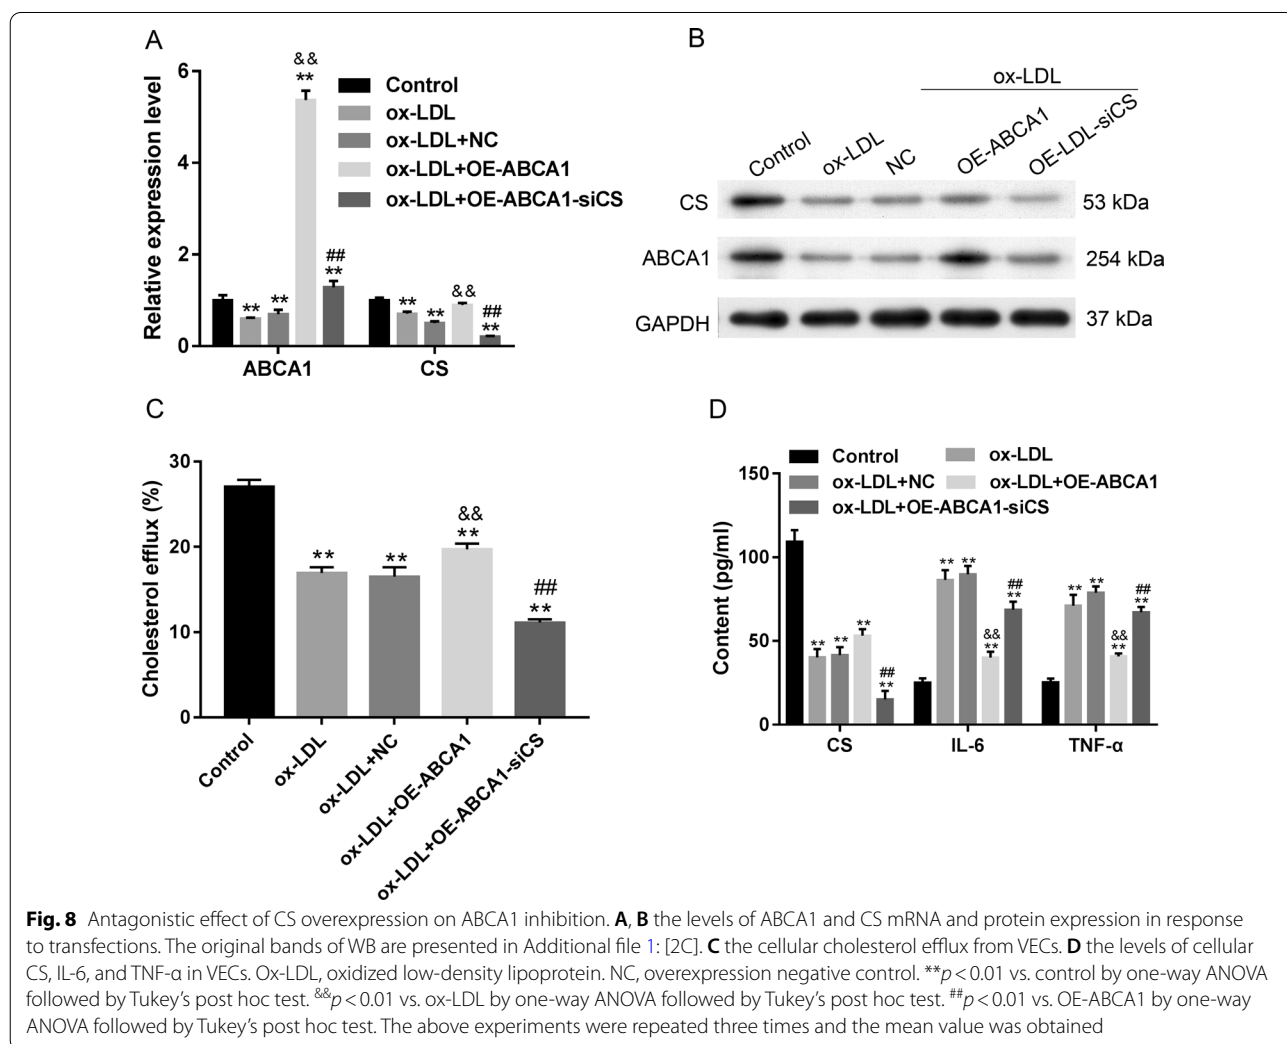 A
Relative expression level
6
4
2
0
&&
**
Control
ox-LDL
ox-LDL+NC
ox-LDL+OE-ABCA1
ox-LDL+OE-ABCA1-siCS
**
**
##
**
**
**
&&
##
**
ABCA1
CS
B
ox-LDL
Control
ox-LDL
NC
OE-ABCA1
OE-LDL-siCS
CS
53 kDa
ABCA1
254 kDa
GAPDH
37 kDa
C
Cholesterol efflux (%)
30
20
10
0
**
**
&&
**
##
**
Control
ox-LDL
ox-LDL+NC
ox-LDL+OE-ABCA1
ox-LDL+OE-ABCA1-siCS
D
Control
ox-LDL
ox-LDL+NC
ox-LDL+OE-ABCA1
ox-LDL+OE-ABCA1-siCS
Content (pg/ml)
150
100
50
0
**
**
**
##
**
**
**
&&
**
##
**
**
**
&&
**
##
**
CS
IL-6
TNF-α
Fig. 8 Antagonistic effect of CS overexpression on ABCA1 inhibition. A, B the levels of ABCA1 and CS mRNA and protein expression in response
to transfections. The original bands of WB are presented in Additional file 1: [2C]. C the cellular cholesterol efflux from VECs. D the levels of cellular
CS, IL-6, and TNF-α in VECs. Ox-LDL, oxidized low-density lipoprotein. NC, overexpression negative control. **p < 0.01 vs. control by one-way ANOVA
followed by Tukey's post hoc test. &&p < 0.01 vs. ox-LDL by one-way ANOVA followed by Tukey's post hoc test. ##p < 0.01 vs. OE-ABCA1 by one-way
ANOVA followed by Tukey's post hoc test. The above experiments were repeated three times and the mean value was obtained